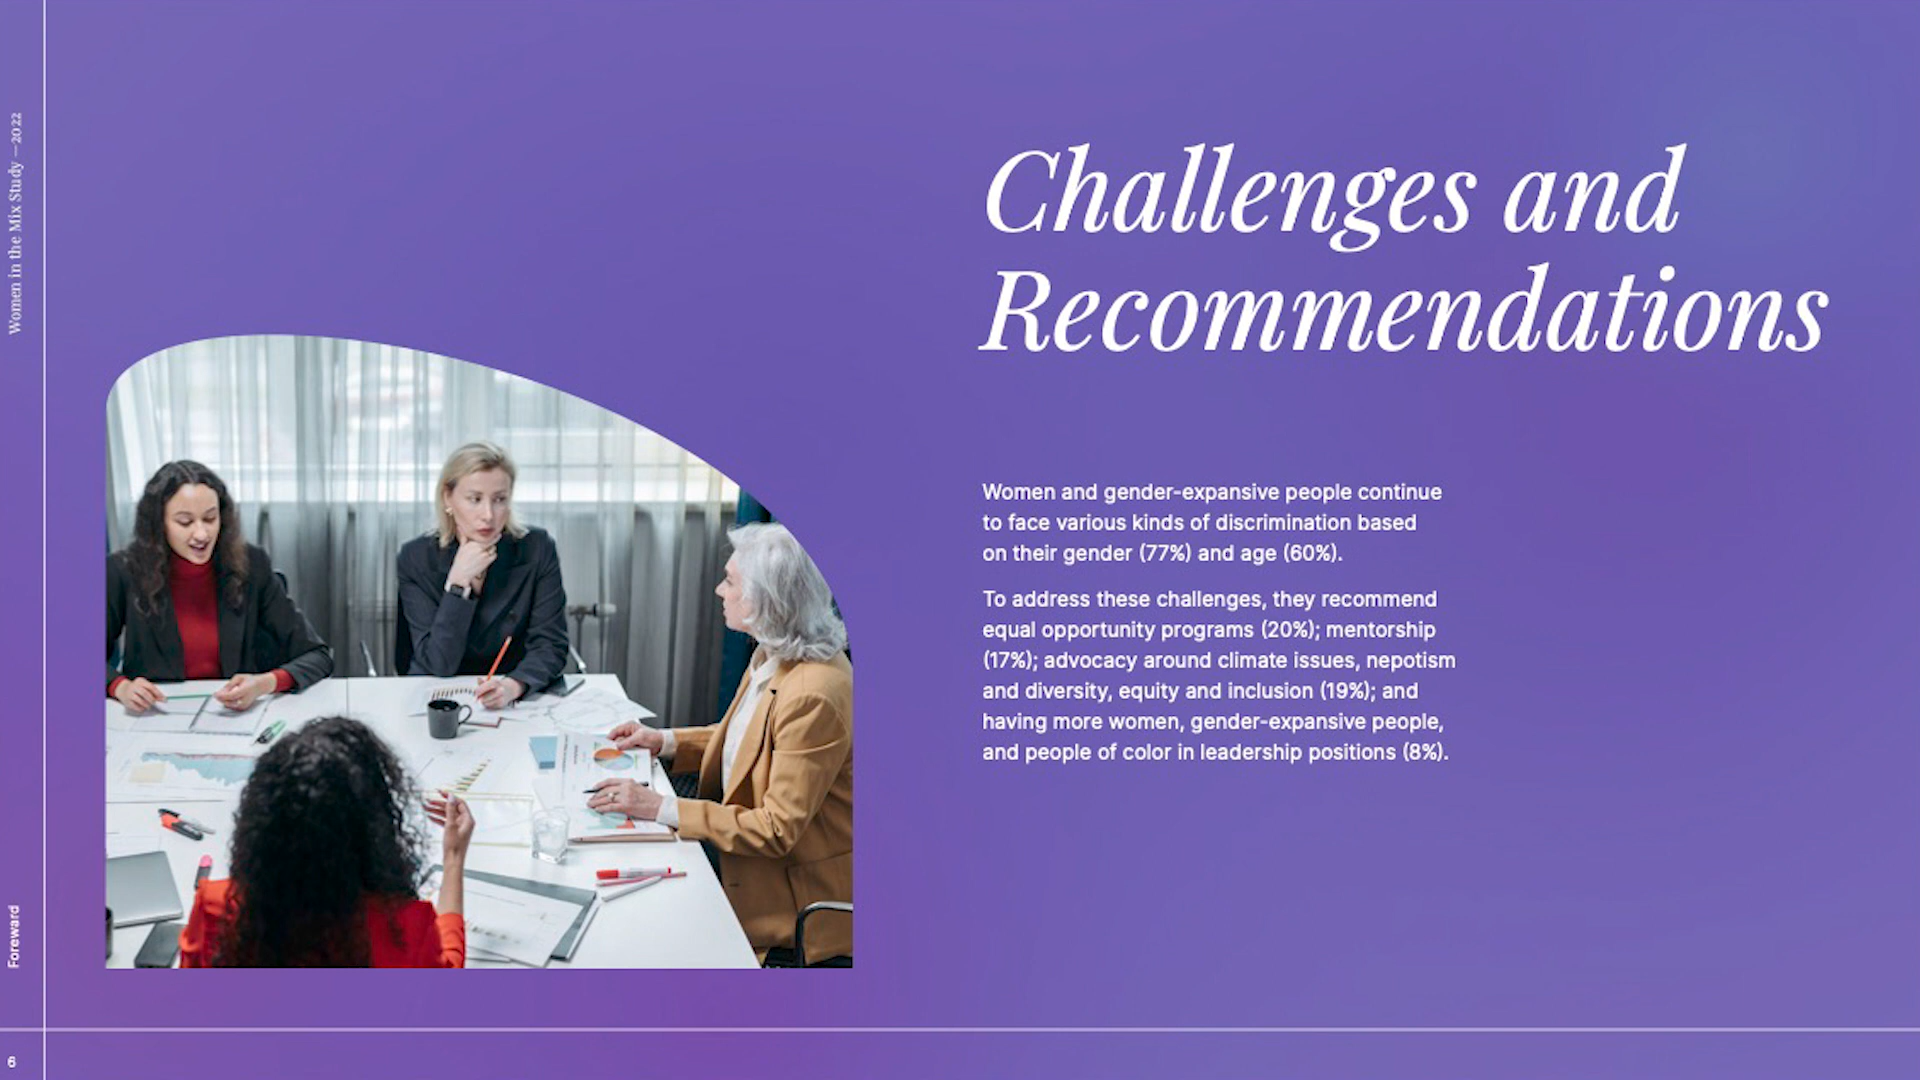 Women in the Mix Study —2022
Challenges and
Recommendations
Women and gender-expansive people continue
to face various kinds of discrimination based
on their gender (77%) and age (60%).
To address these challenges, they recommend
equal opportunity programs (20%); mentorship
(17%); advocacy around climate issues, nepotism
and diversity, equity and inclusion (19%); and
having more women, gender-expansive people,
and people of color in leadership positions (8%).
Foreward
6